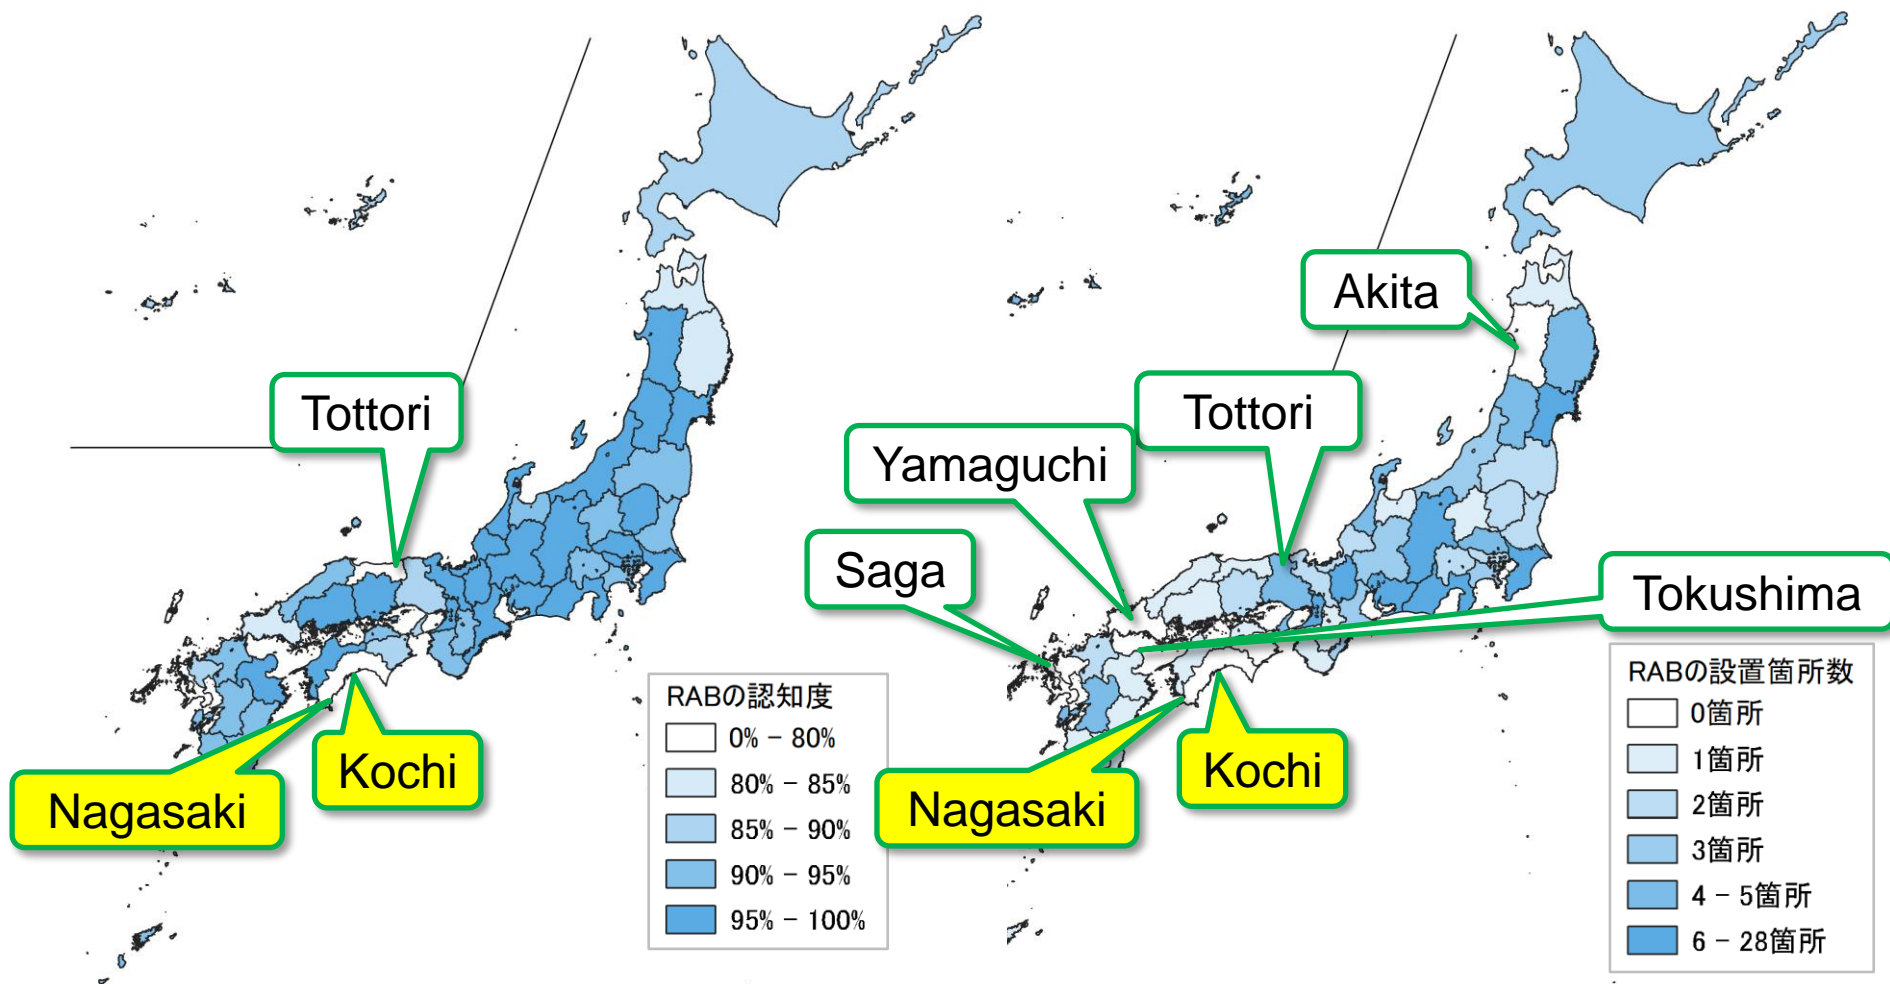 Tottori
Nagasaki
Kochi
RABの認知度
0% - 80%
80% - 85%
85% - 90%
90% - 95%
95% - 100%
Akita
Tottori
Yamaguchi
Saga
Tokushima
Nagasaki
Kochi
RABの設置箇所数
0箇所
1箇所
2箇所
3箇所
4 - 5箇所
6 - 28箇所